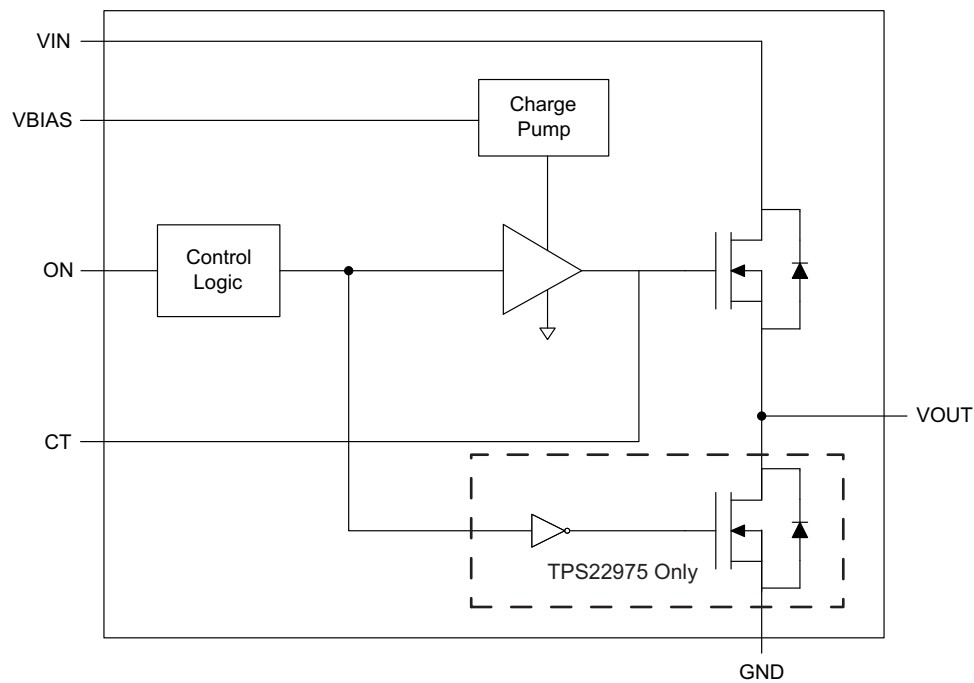 VIN
Charge
Pump
VBIAS
Control
Logic
ON
VOUT
CT
TPS22975 Only
GND